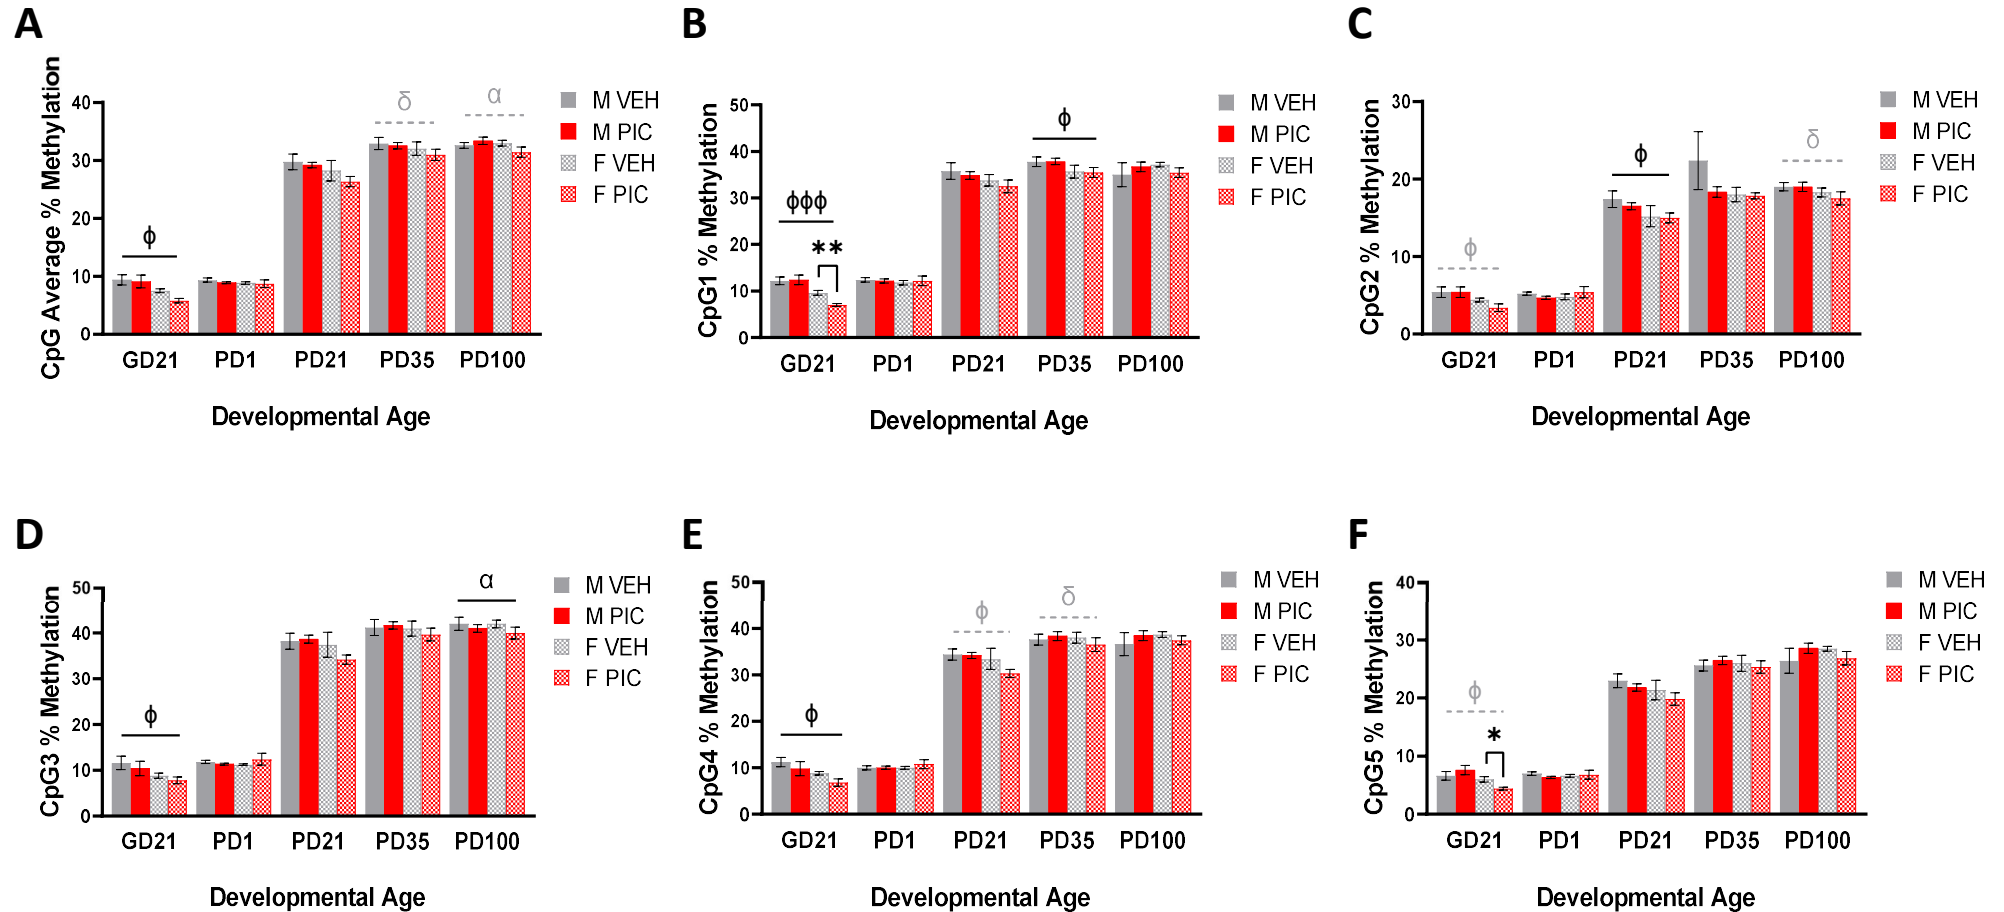 A
CpG Average % Methylation
40
30
20
10
0
ϕ
δ
α
GD21 PD1 PD21 PD35 PD100
Developmental Age
M VEH
M PIC
F VEH
F PIC
B
CpG1 % Methylation
50
40
30
20
10
0
ϕϕϕ
**
ϕ
GD21 PD1 PD21 PD35 PD100
Developmental Age
M VEH
M PIC
F VEH
F PIC
C
CpG2 % Methylation
30
20
10
0
ϕ
ϕ
δ
GD21 PD1 PD21 PD35 PD100
Developmental Age
M VEH
M PIC
F VEH
F PIC
D
CpG3 % Methylation
50
40
30
20
10
0
ϕ
α
GD21 PD1 PD21 PD35 PD100
Developmental Age
M VEH
M PIC
F VEH
F PIC
E
CpG4 % Methylation
50
40
30
20
10
0
ϕ
ϕ
δ
GD21 PD1 PD21 PD35 PD100
Developmental Age
M VEH
M PIC
F VEH
F PIC
F
CpG5 % Methylation
40
30
20
10
0
ϕ
*
GD21 PD1 PD21 PD35 PD100
Developmental Age
M VEH
M PIC
F VEH
F PIC